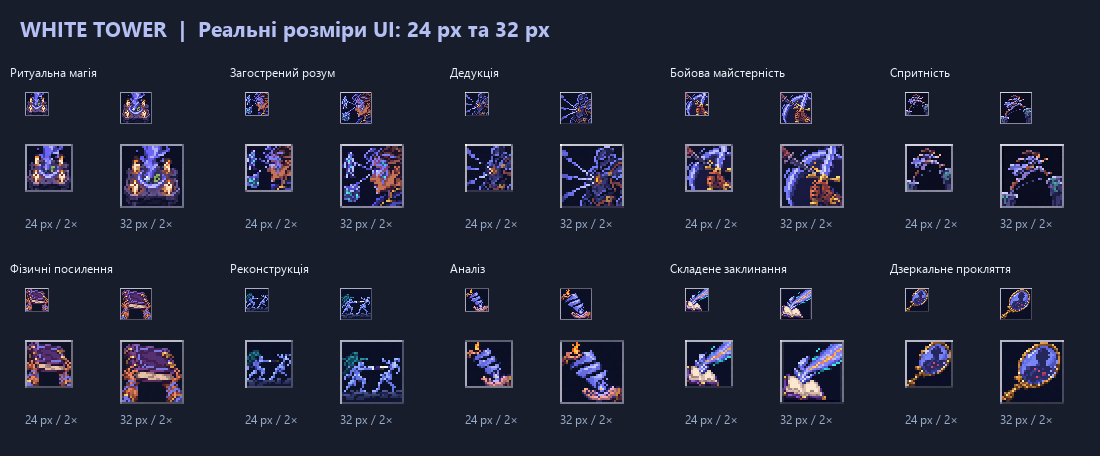 WHITE TOWER | Реальні розміри UI: 24 px та 32 px
Ритуальна магія
Загострений розум
Дедукція
Бойова майстерність
Спритність
24 px / 2×
32 px / 2×
24 px / 2×
32 px / 2×
24 px / 2×
32 px / 2×
24 px / 2×
32 px / 2×
24 px / 2×
32 px / 2×
Фізичні посилення
Реконструкція
Аналіз
Складене заклинання
Дзеркальне прокляття
24 px / 2×
32 px / 2×
24 px / 2×
32 px / 2×
24 px / 2×
32 px / 2×
24 px / 2×
32 px / 2×
24 px / 2×
32 px / 2×